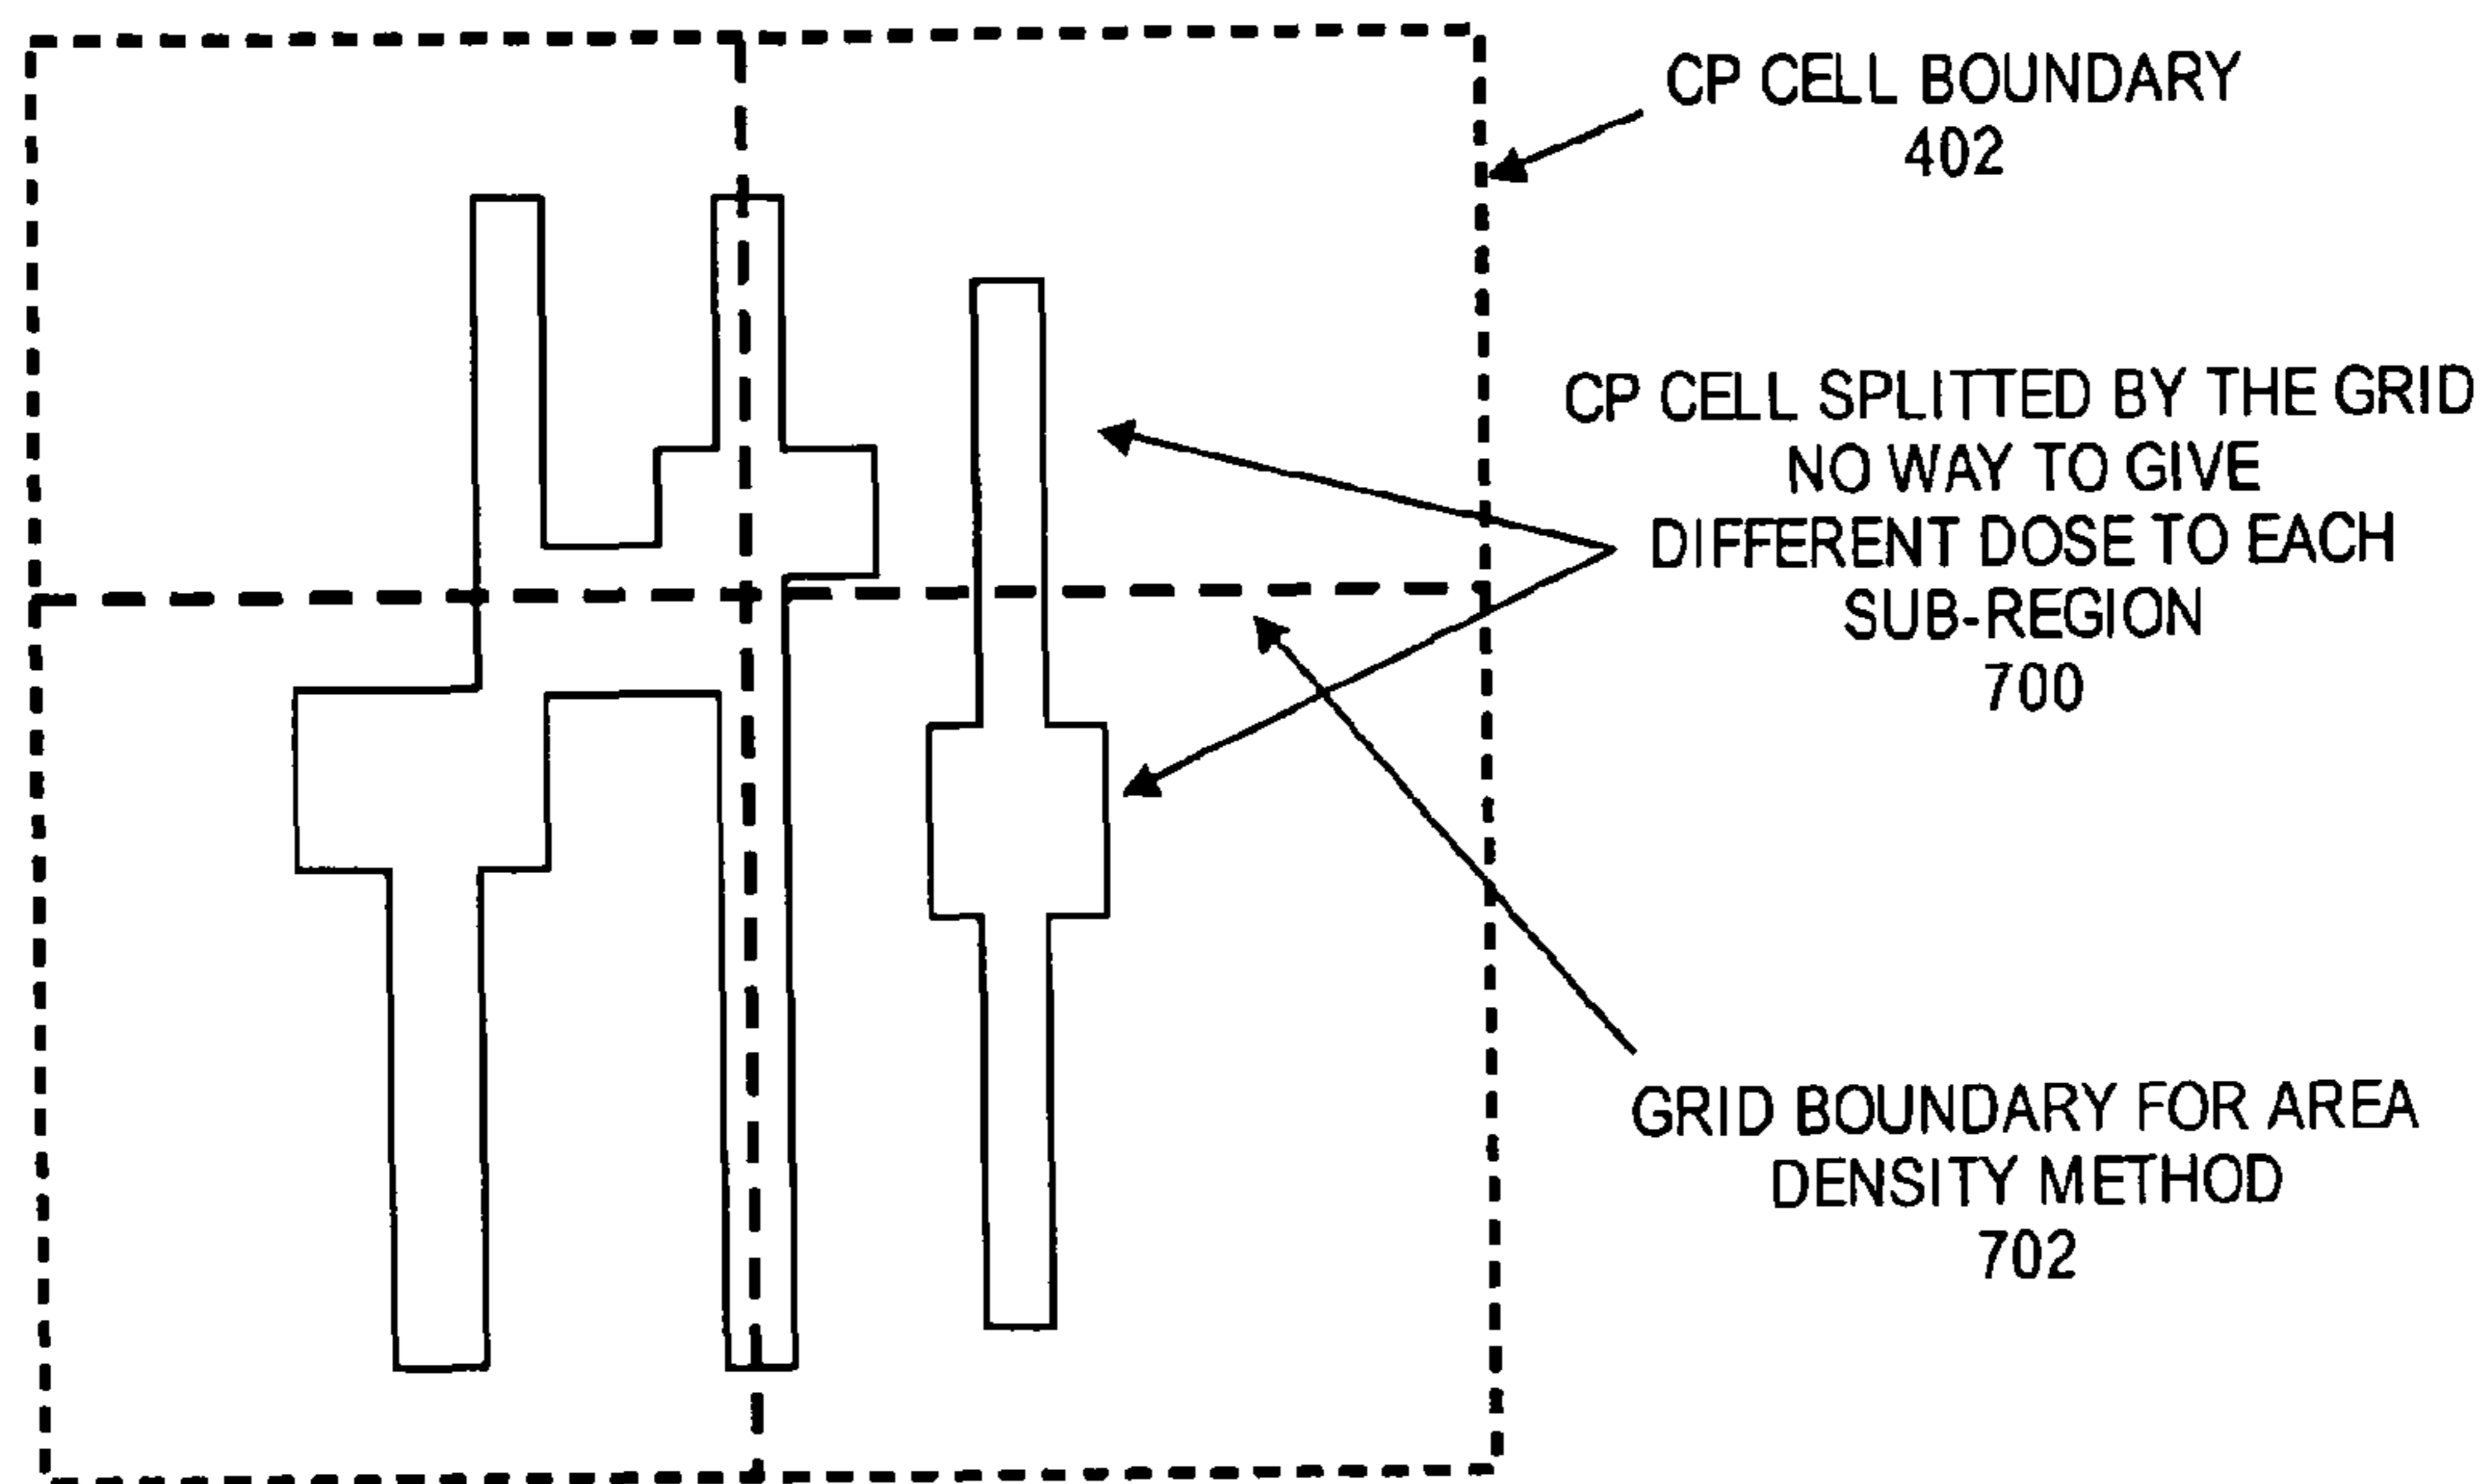 CP CELL BOUNDARY
402
CP CELL SPLITTED BY THE GRID
NO WAY TO GIVE
DIFFERENT DOSE TO EACH
SUB-REGION
700
GRID BOUNDARY FOR AREA
DENSITY METHOD
702